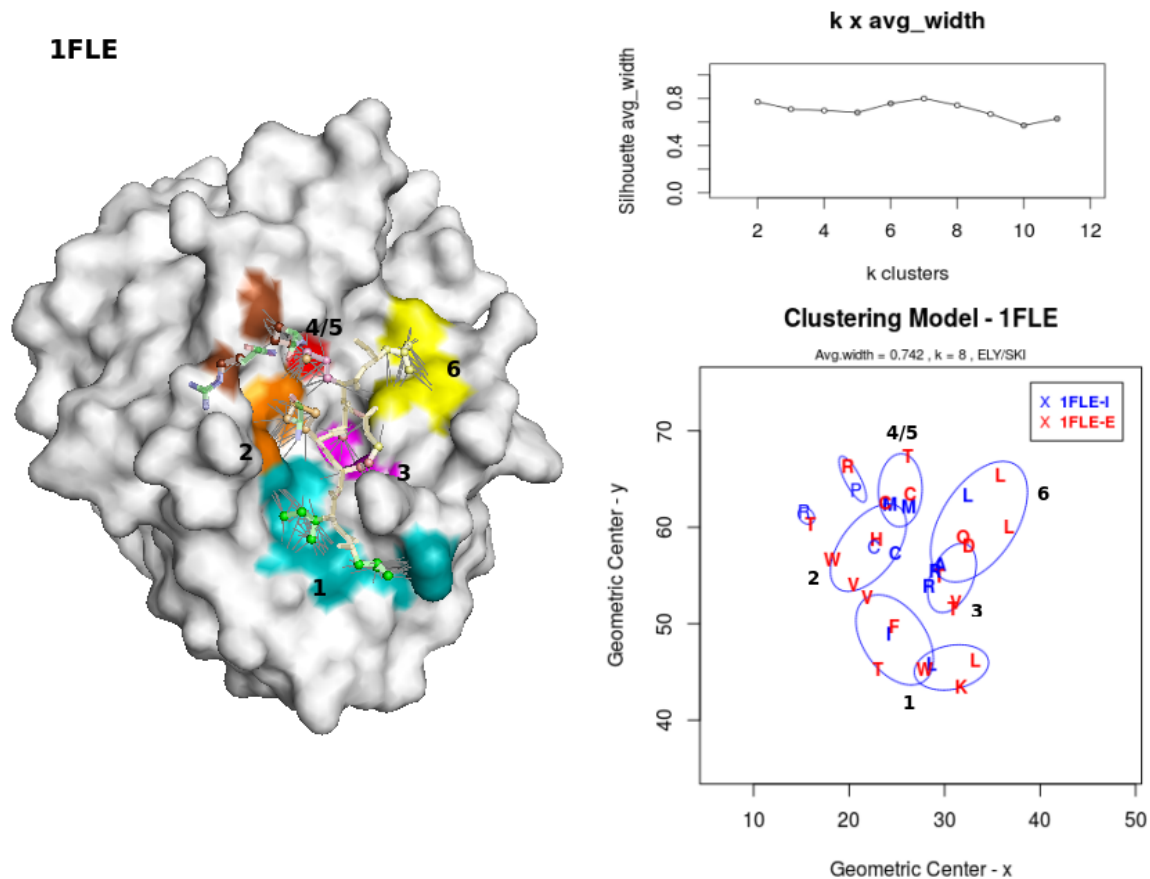 1FLE
4/5
6
2
3
1
k x avg_width
Silhouette avg_width
0.0
0.4
0.8
2
4
6
8
10
12
k clusters
Clustering Model - 1FLE
Avg.width = 0.742 , k = 8 , ELY/SKI
X 1FLE-I
X 1FLE-E
Geometric Center - y
70
60
50
40
4/5
T
R
P
L
L
6
C
M
M
R
T
L
H
C
C
W
2
D
A
V
V
R
V
3
F
I
T
W
L
L
K
1
10
20
30
40
50
Geometric Center - x